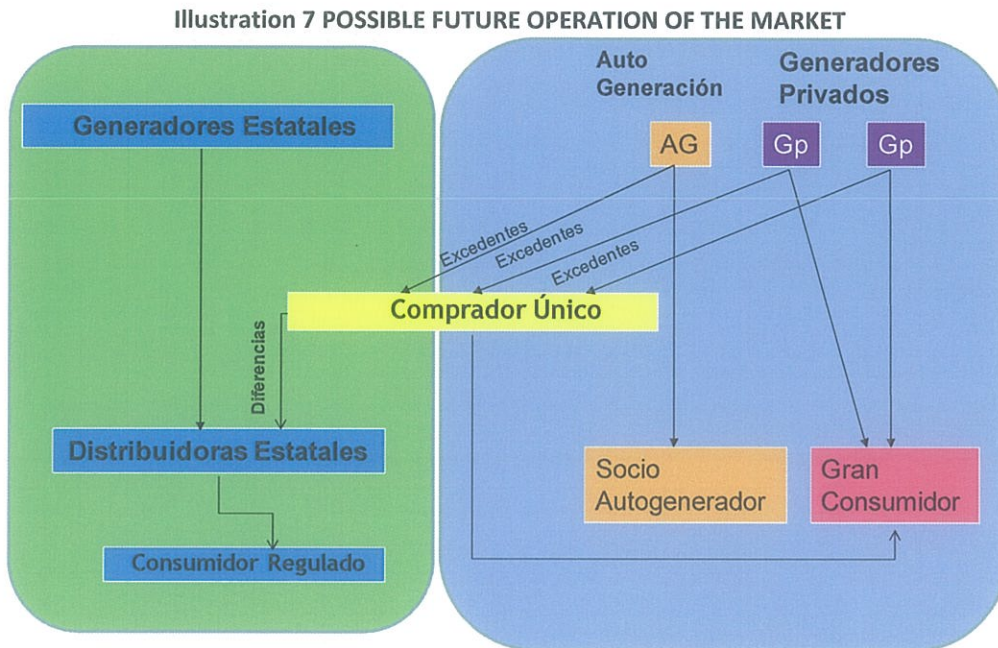 Illustration 7 POSSIBLE FUTURE OPERATION OF THE MARKET
Auto
Generación
Generadores
Privados
Generadores Estatales
AG
Gp
Gp
Excedentes
Excedentes
Excedentes
Comprador Único
Diferencias
Distribuidoras Estatales
Socio
Autogenerador
Gran
Consumidor
Consumidor Regulado